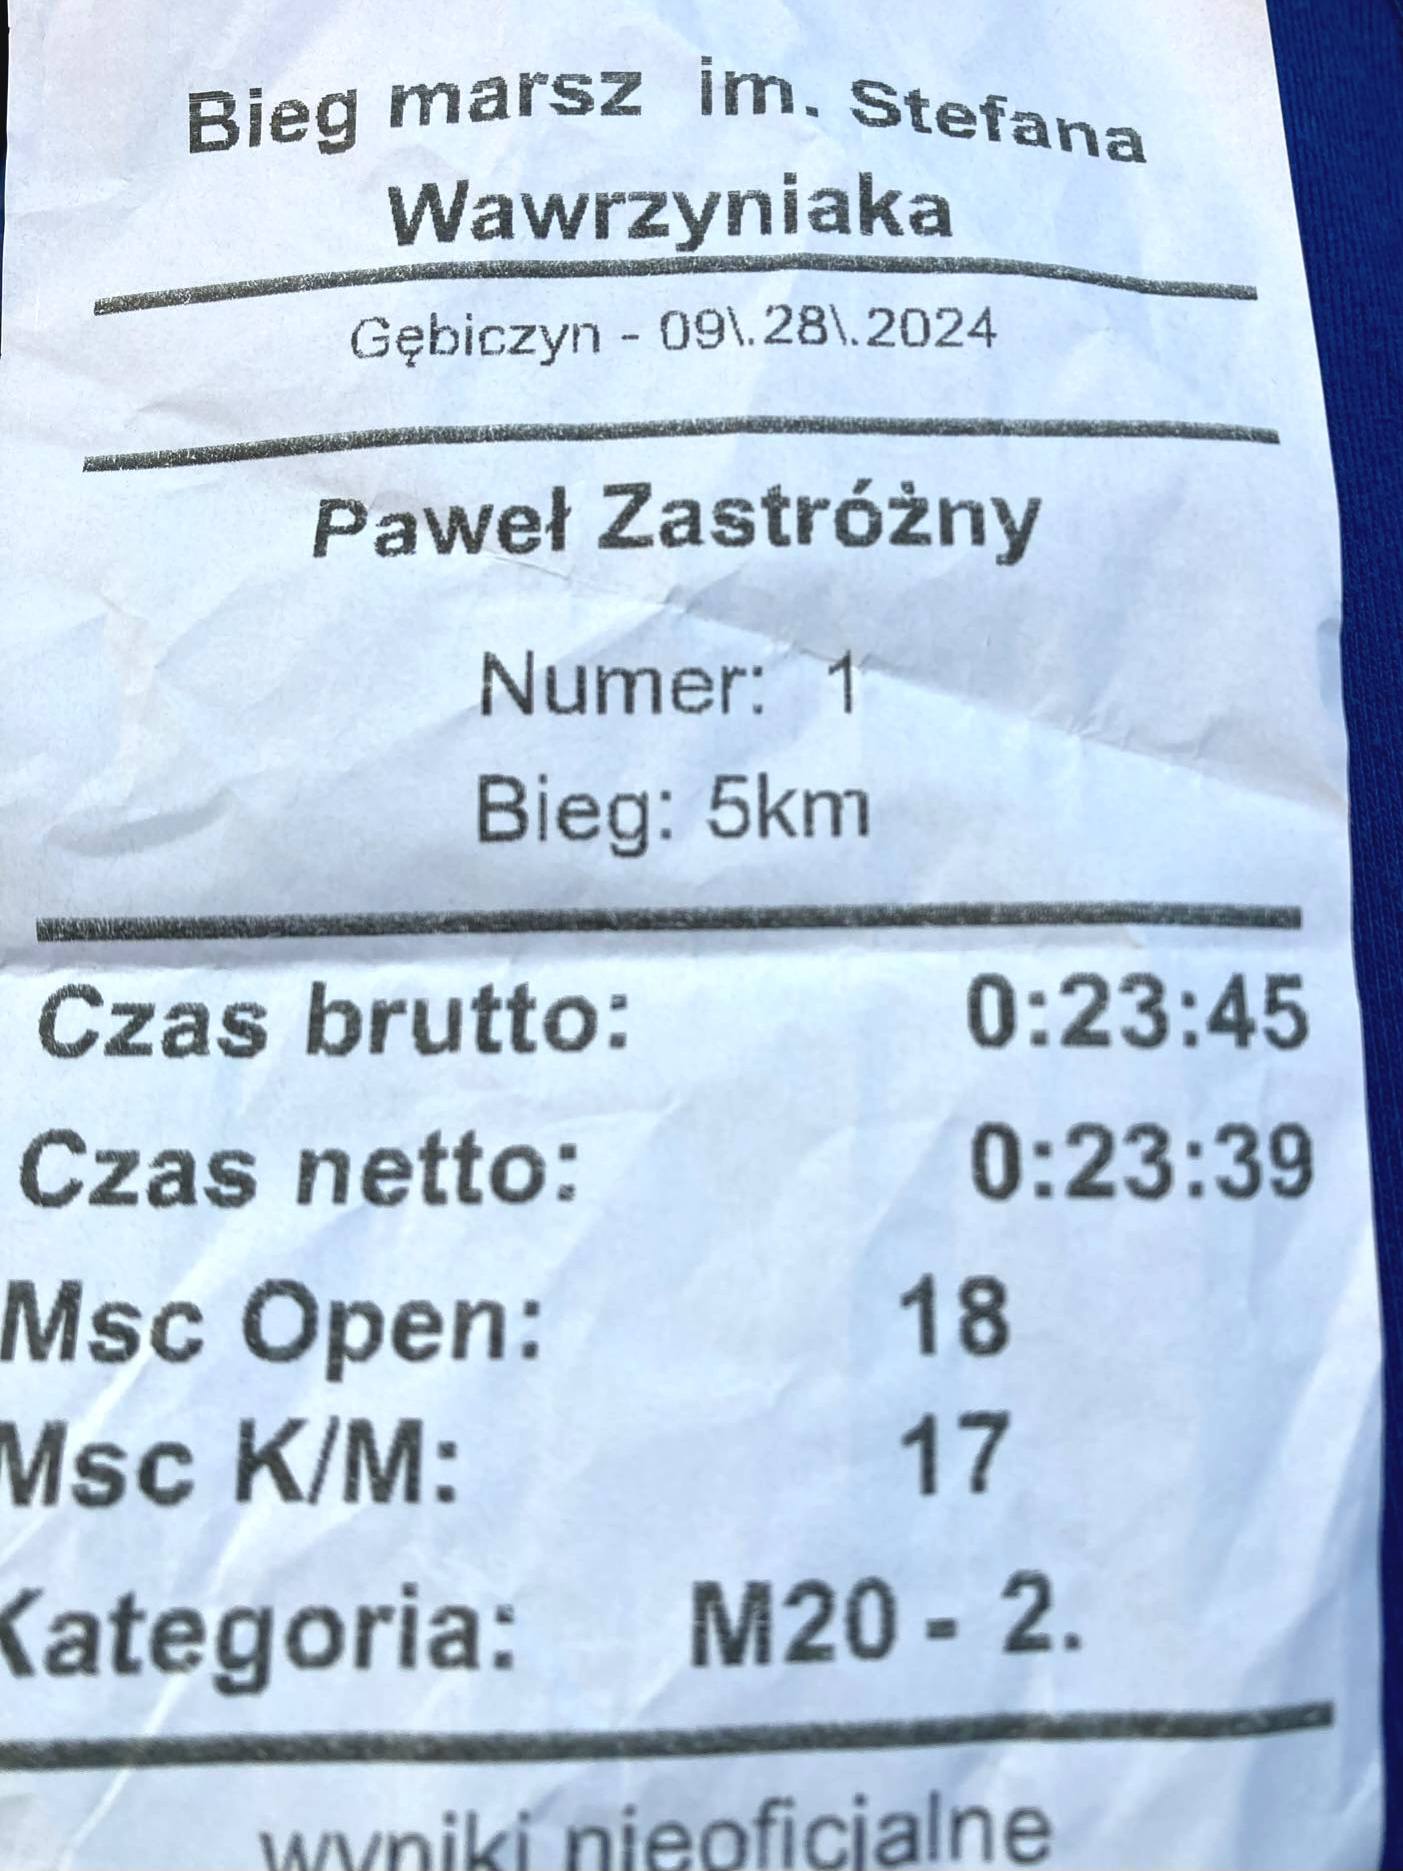 Bieg marsz im. Stefana
Wawrzyniaka
Gębiczyn - 09\.28\.2024
Paweł Zastróżny
Numer: 1
Bieg: 5km
Czas brutto: 0:23:45
Czas netto: 0:23:39
Msc Open: 18
Msc K/M: 17
Kategoria: M20 - 2.
wyniki nieoficjalne